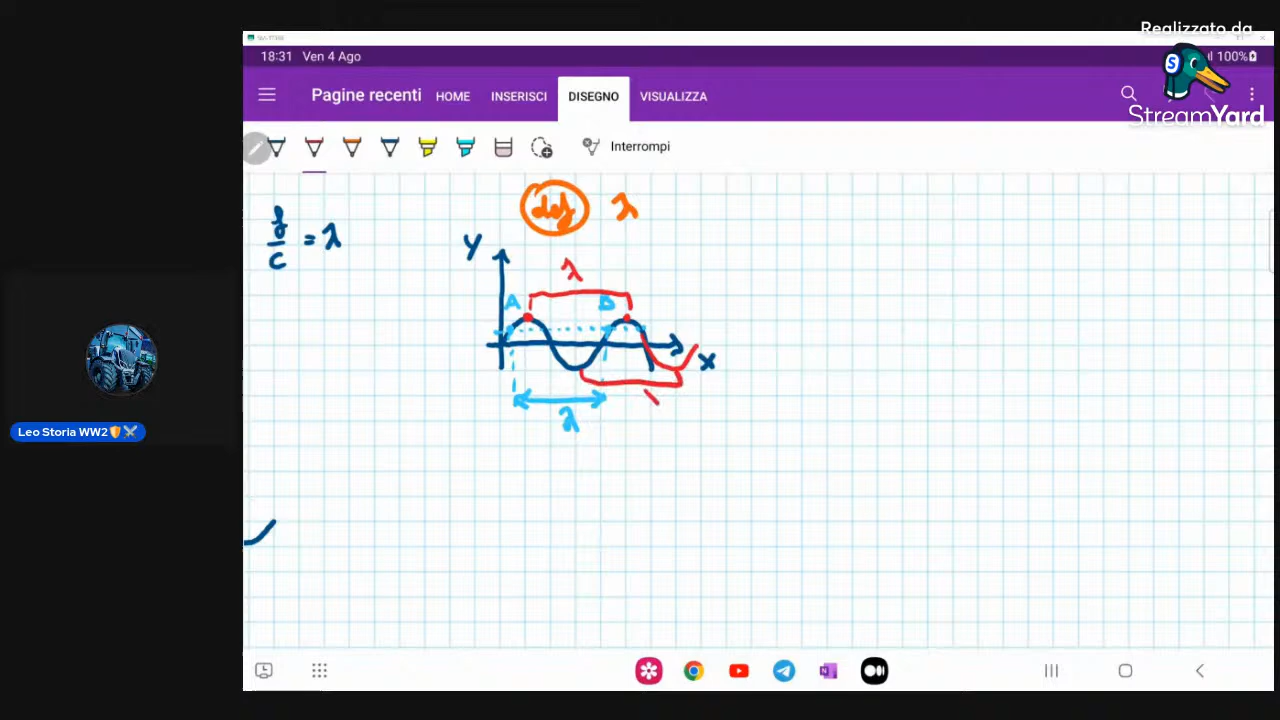 Realizzato da
StreamYard
18:31 Ven 4 Ago
100%
Pagine recenti HOME INSERISCI DISEGNO VISUALIZZA
Interrompi
def λ
f/c = λ
y
λ
A B
x
λ
Leo Storia WW2